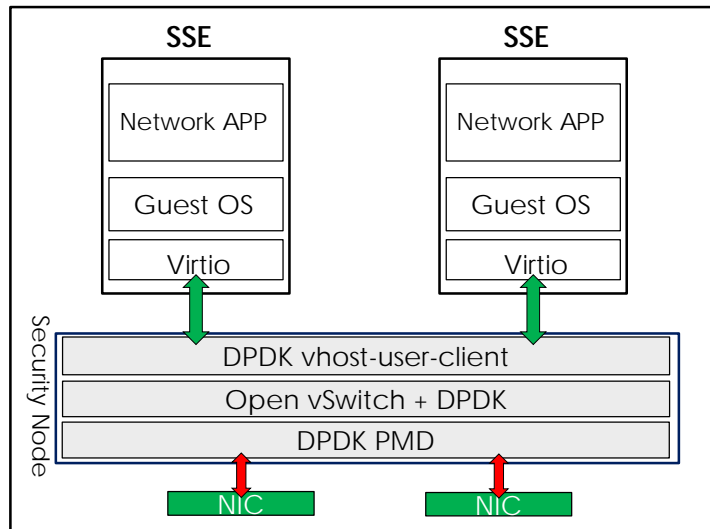 SSE
SSE
Network APP
Network APP
Guest OS
Guest OS
Virtio
Virtio
Security Node
DPDK vhost-user-client
Open vSwitch + DPDK
DPDK PMD
NIC
NIC